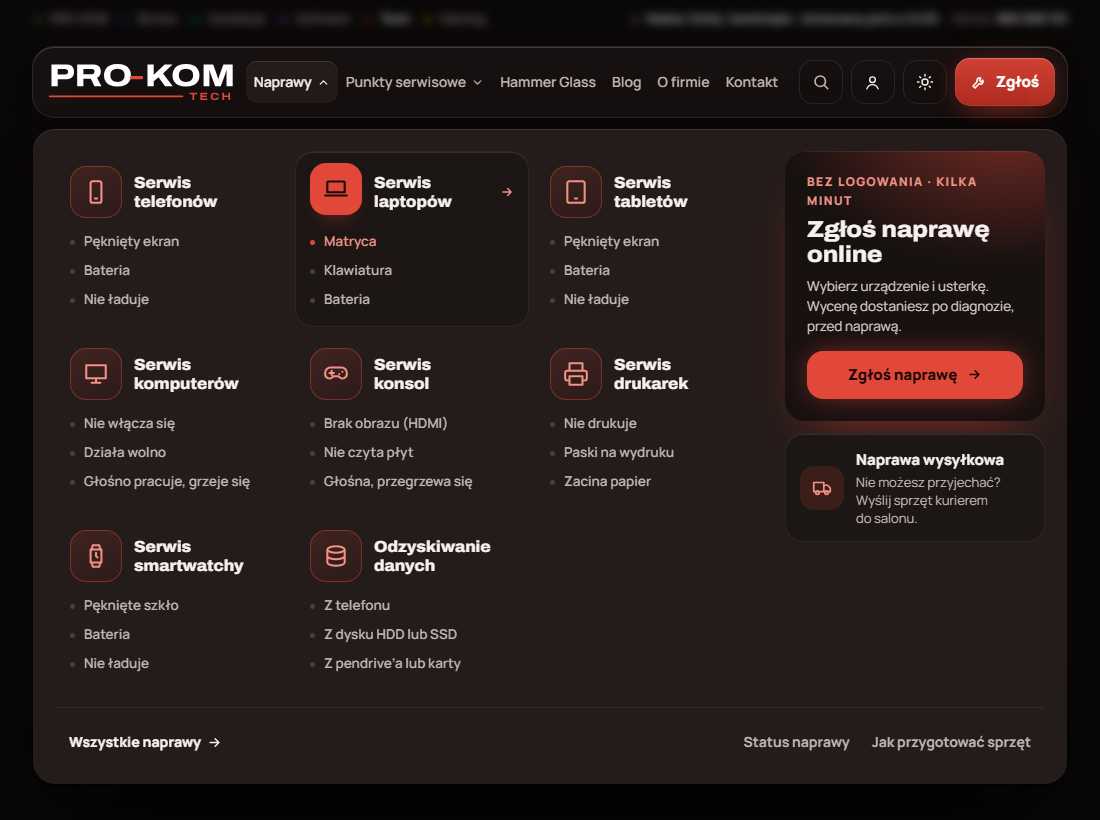 PRO-KOM
TECH
Naprawy
Punkty serwisowe
Hammer Glass
Blog
O firmie
Kontakt
Zgłoś
Serwis
telefonów
Pęknięty ekran
Bateria
Nie ładuje
Serwis
laptopów
Matryca
Klawiatura
Bateria
Serwis
tabletów
Pęknięty ekran
Bateria
Nie ładuje
Serwis
komputerów
Nie włącza się
Działa wolno
Głośno pracuje, grzeje się
Serwis
konsol
Brak obrazu (HDMI)
Nie czyta płyt
Głośna, przegrzewa się
Serwis
drukarek
Nie drukuje
Paski na wydruku
Zacina papier
Serwis
smartwatchy
Pęknięte szkło
Bateria
Nie ładuje
Odzyskiwanie
danych
Z telefonu
Z dysku HDD lub SSD
Z pendrive'a lub karty
BEZ LOGOWANIA · KILKA
MINUT
Zgłoś naprawę
online
Wybierz urządzenie i usterkę.
Wycenę dostaniesz po diagnozie,
przed naprawą.
Zgłoś naprawę
Naprawa wysyłkowa
Nie możesz przyjechać?
Wyślij sprzęt kurierem
do salonu.
Wszystkie naprawy
Status naprawy
Jak przygotować sprzęt